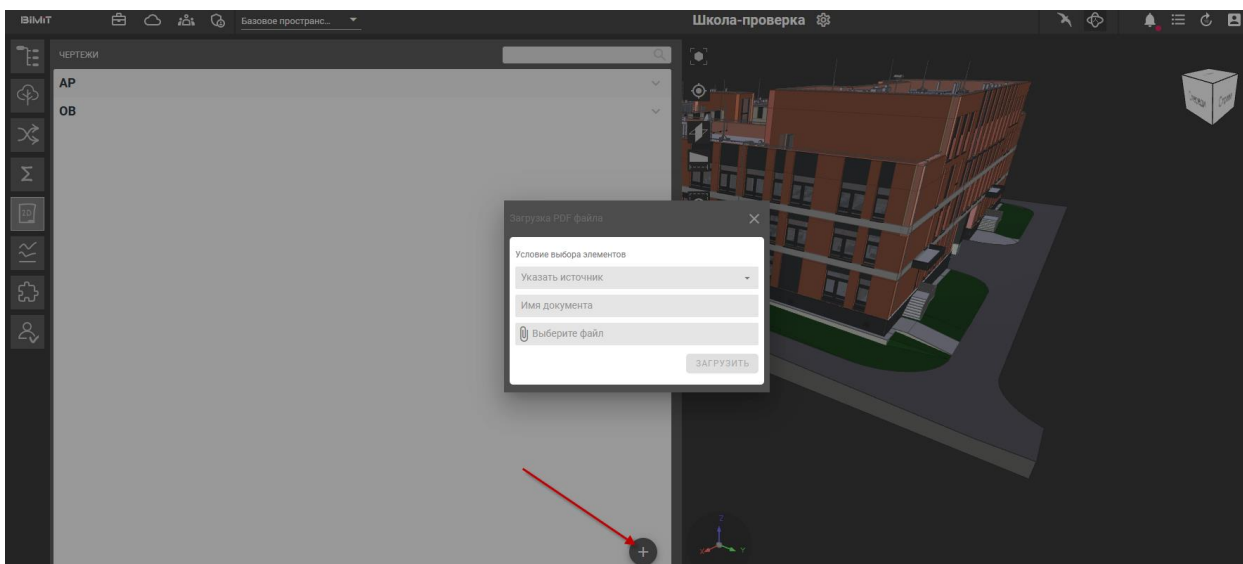 BIMIT
Базовое пространс...
Школа-проверка
ЧЕРТЕЖИ
АР
ОВ
2D
Загрузка PDF файла
Условие выбора элементов
Указать источник
Имя документа
Выберите файл
ЗАГРУЗИТЬ
Z
X
Y